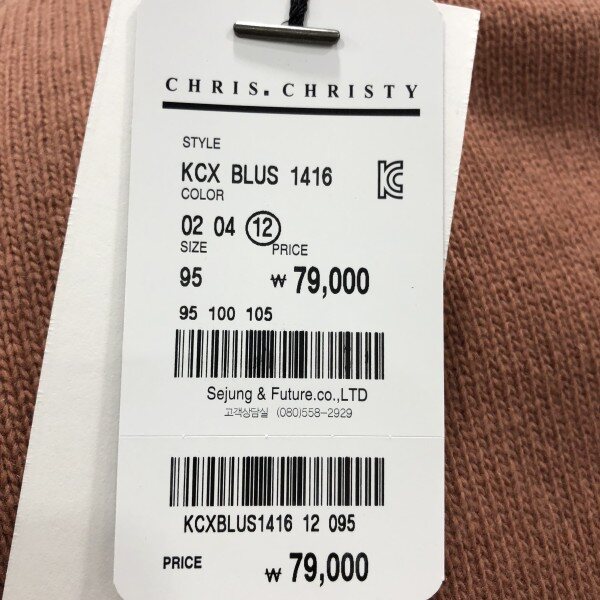 CHRIS.CHRISTY
STYLE
KCX BLUS 1416
COLOR
02 04 12
SIZE PRICE
95 ₩ 79,000
95 100 105
Sejung & Future.co.,LTD
고객상담실 (080)558-2929
KCXBLUS1416 12 095
PRICE ₩ 79,000